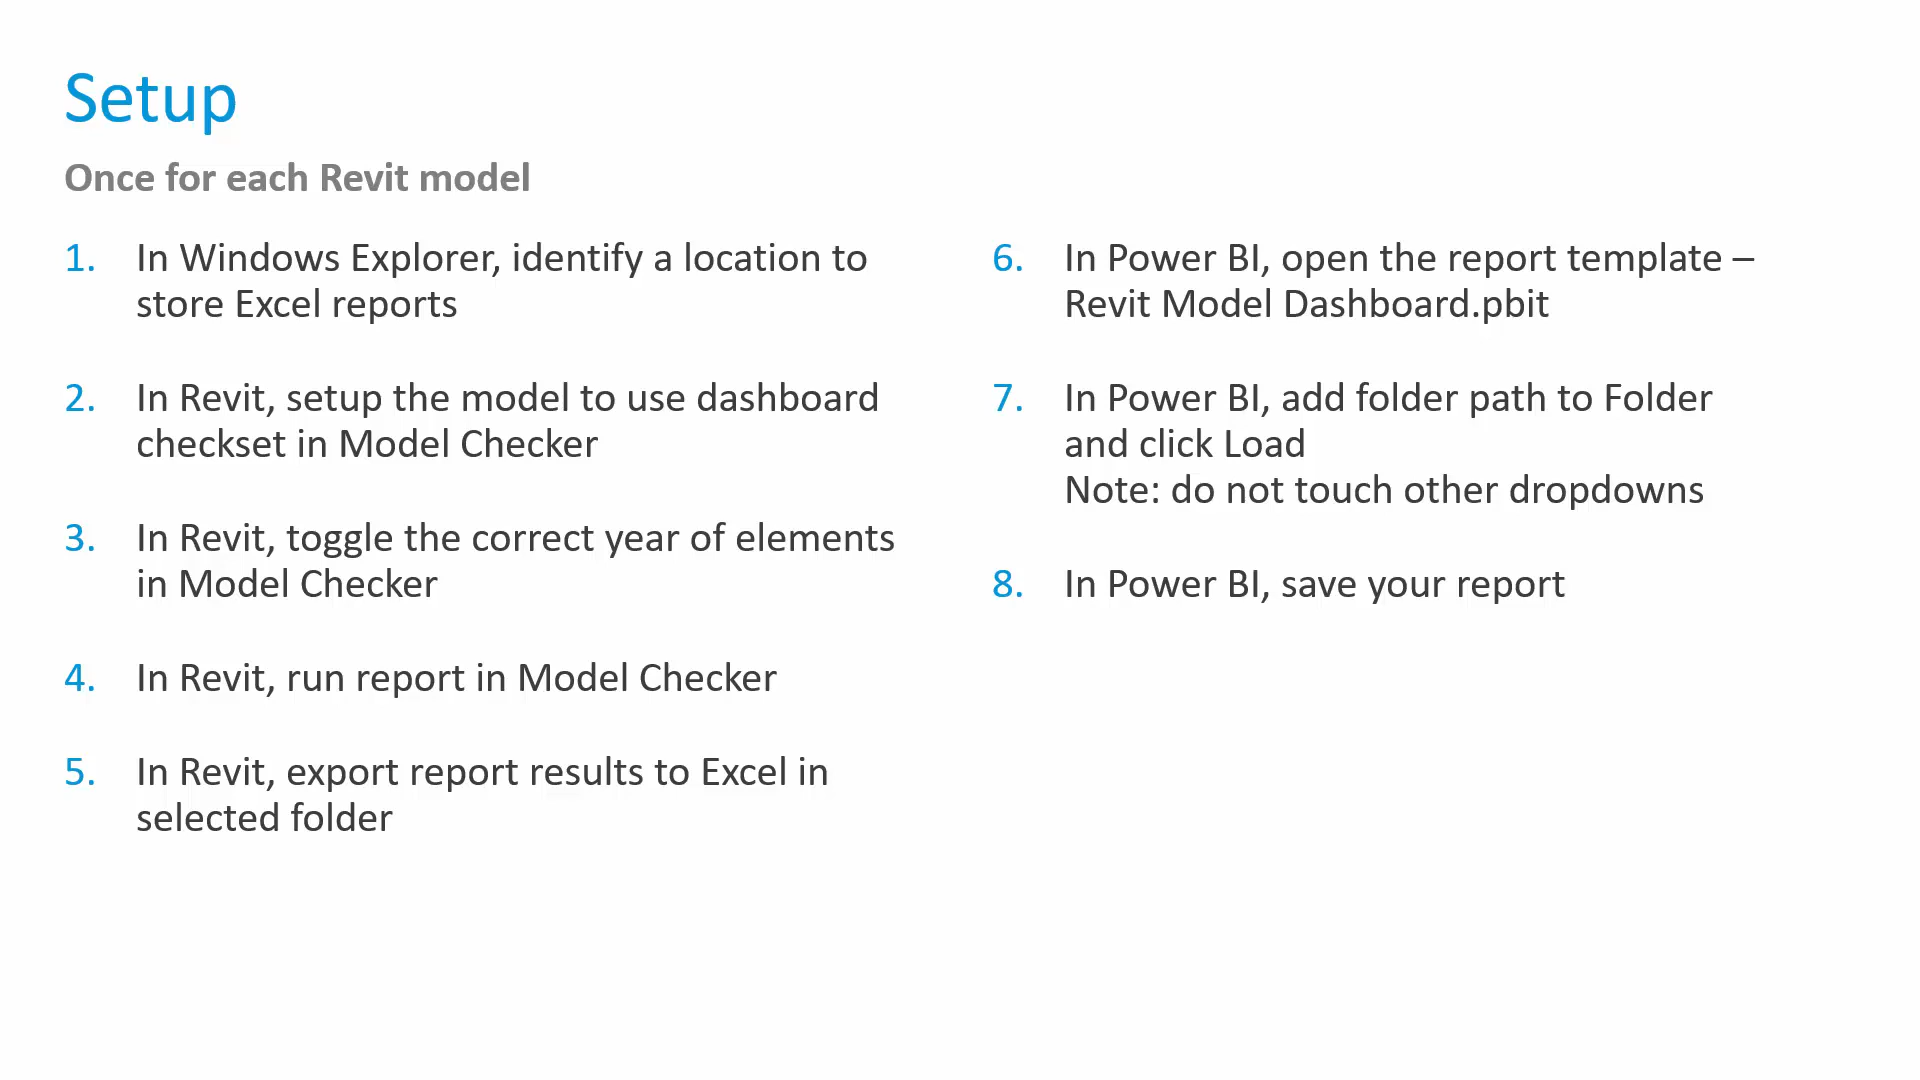 Setup
Once for each Revit model
1. In Windows Explorer, identify a location to
store Excel reports
2. In Revit, setup the model to use dashboard
checkset in Model Checker
3. In Revit, toggle the correct year of elements
in Model Checker
4. In Revit, run report in Model Checker
5. In Revit, export report results to Excel in
selected folder
6. In Power BI, open the report template –
Revit Model Dashboard.pbit
7. In Power BI, add folder path to Folder
and click Load
Note: do not touch other dropdowns
8. In Power BI, save your report